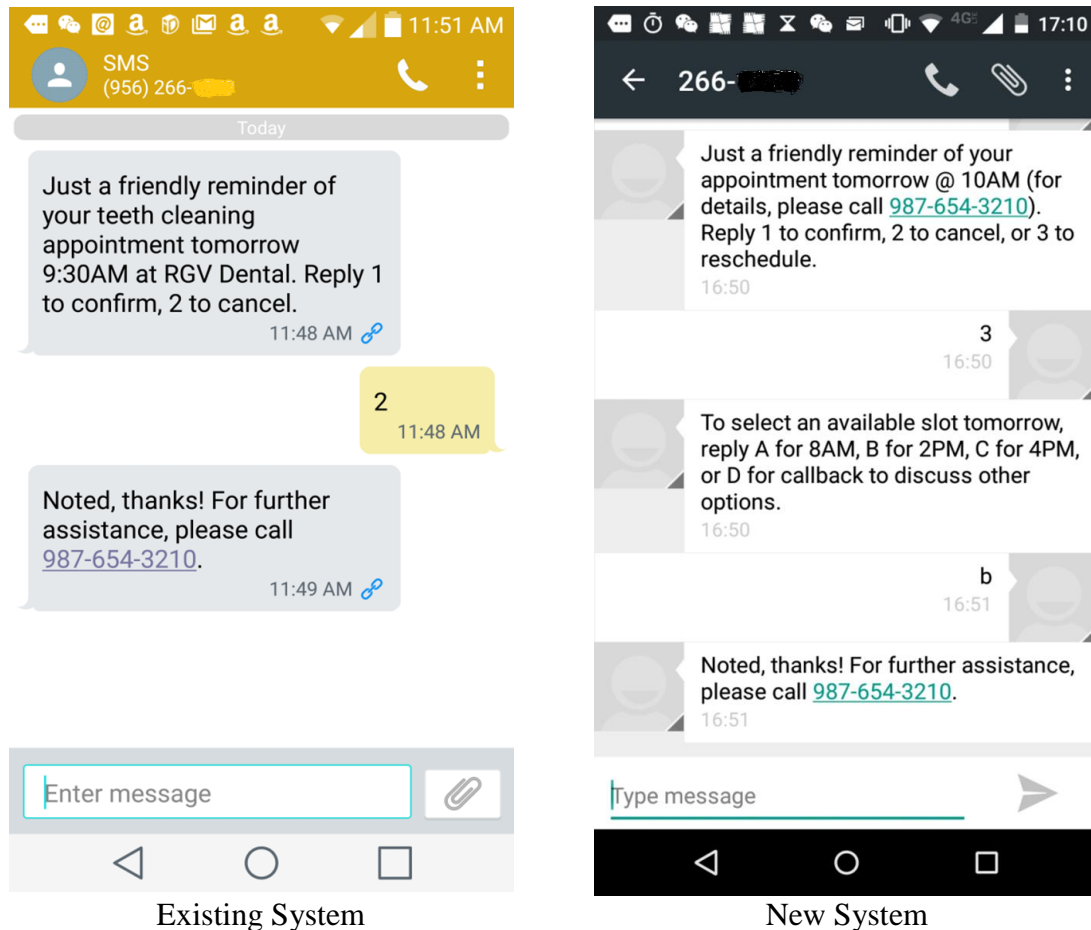 11:51 AM
SMS
(956) 266-
Today
Just a friendly reminder of
your teeth cleaning
appointment tomorrow
9:30AM at RGV Dental. Reply 1
to confirm, 2 to cancel.
11:48 AM
2
11:48 AM
Noted, thanks! For further
assistance, please call
987-654-3210.
11:49 AM
Enter message
Existing System
4G 17:10
266-
Just a friendly reminder of your
appointment tomorrow @ 10AM (for
details, please call 987-654-3210).
Reply 1 to confirm, 2 to cancel, or 3 to
reschedule.
16:50
3
16:50
To select an available slot tomorrow,
reply A for 8AM, B for 2PM, C for 4PM,
or D for callback to discuss other
options.
16:50
b
16:51
Noted, thanks! For further assistance,
please call 987-654-3210.
16:51
Type message
New System